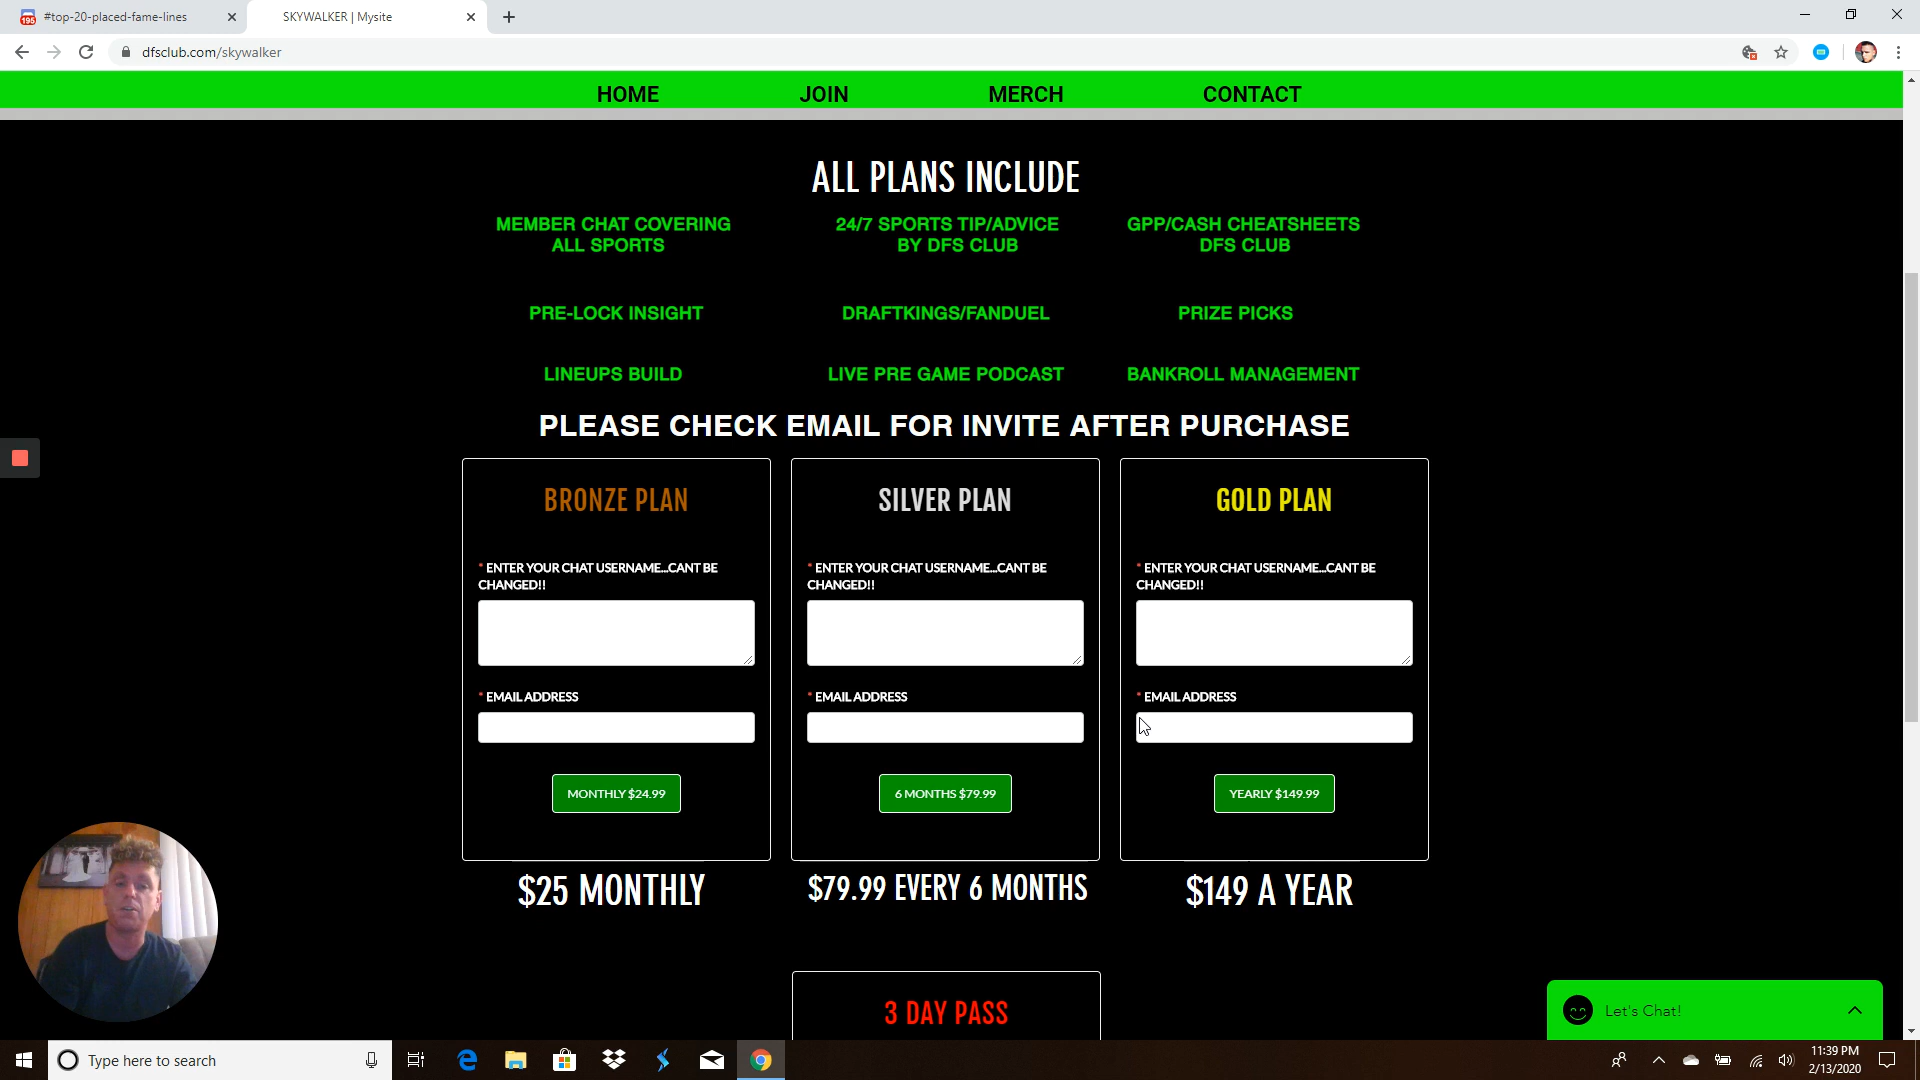 195
#top-20-placed-fame-lines
SKYWALKER | Mysite
dfsclub.com/skywalker
HOME
JOIN
MERCH
CONTACT
ALL PLANS INCLUDE
MEMBER CHAT COVERING
ALL SPORTS
24/7 SPORTS TIP/ADVICE
BY DFS CLUB
GPP/CASH CHEATSHEETS
DFS CLUB
PRE-LOCK INSIGHT
DRAFTKINGS/FANDUEL
PRIZE PICKS
LINEUPS BUILD
LIVE PRE GAME PODCAST
BANKROLL MANAGEMENT
PLEASE CHECK EMAIL FOR INVITE AFTER PURCHASE
BRONZE PLAN
* ENTER YOUR CHAT USERNAME...CANT BE
CHANGED!!
* EMAIL ADDRESS
MONTHLY $24.99
$25 MONTHLY
SILVER PLAN
* ENTER YOUR CHAT USERNAME...CANT BE
CHANGED!!
* EMAIL ADDRESS
6 MONTHS $79.99
$79.99 EVERY 6 MONTHS
GOLD PLAN
* ENTER YOUR CHAT USERNAME...CANT BE
CHANGED!!
* EMAIL ADDRESS
YEARLY $149.99
$149 A YEAR
3 DAY PASS
Let's Chat!
Type here to search
11:39 PM
2/13/2020